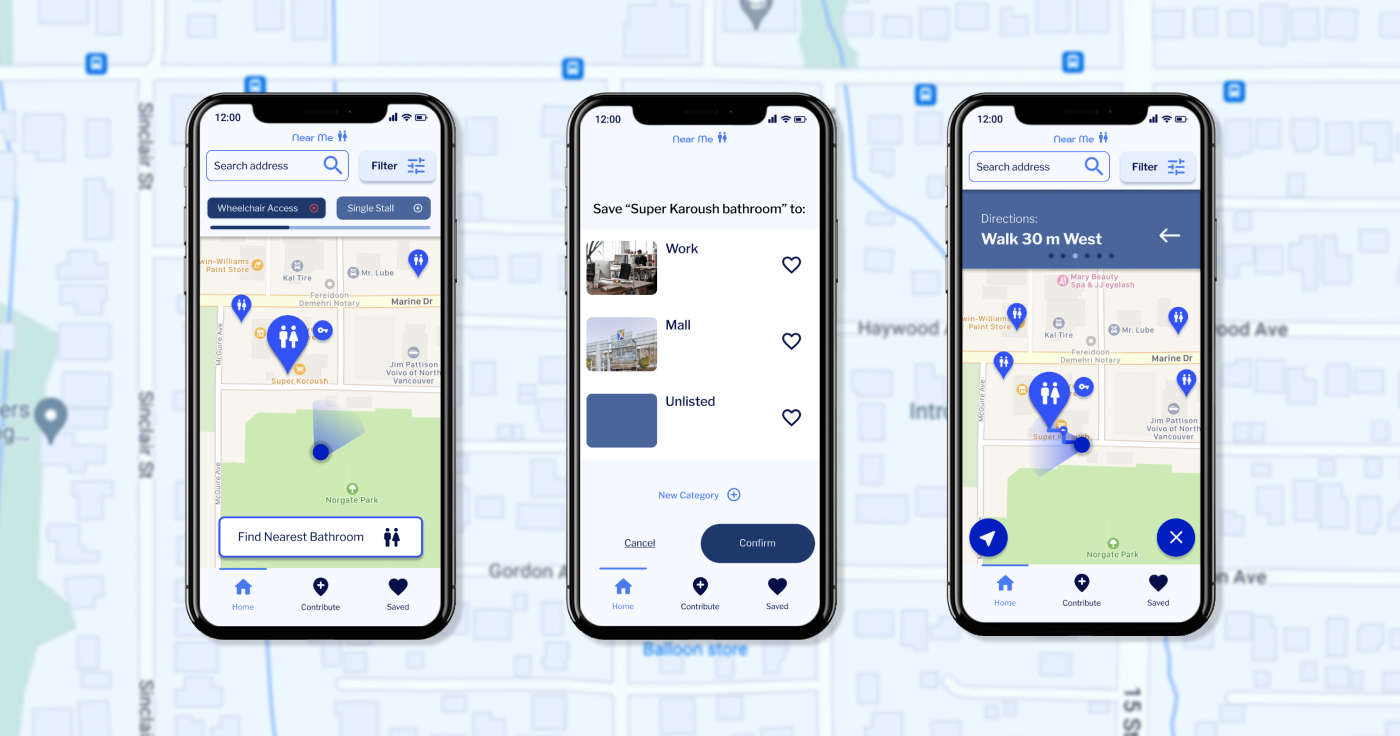 Sinclair St
Sinclair St
ers
g...
Gordon A
Balloon store
Haywood A
ood Ave
Intr
n Ave
15 St
12:00
Near Me
Search address
Filter
Wheelchair Access
Single Stall
win-Williams
Paint Store
Kal Tire
Mr. Lube
Fereidoon
Demehri Notary
Marine Dr
McGuire Ave
Super Koroush
Jim Pattison
Volvo of North
Vancouver
McGuire Ave
Norgate Park
Find Nearest Bathroom
Home
Contribute
Saved
12:00
Near Me
Save “Super Karoush bathroom” to:
Work
Mall
Unlisted
New Category
Cancel
Confirm
Home
Contribute
Saved
12:00
Near Me
Search address
Filter
Directions:
Walk 30 m West
Mary Beauty
Spa & JJ eyelash
win-Williams
Paint Store
Kal Tire
Mr. Lube
Fereidoon
Demehri Notary
Marine Dr
McGuire Ave
Jim Pattison
Volvo of North
Vancouver
Norgate Park
Home
Contribute
Saved